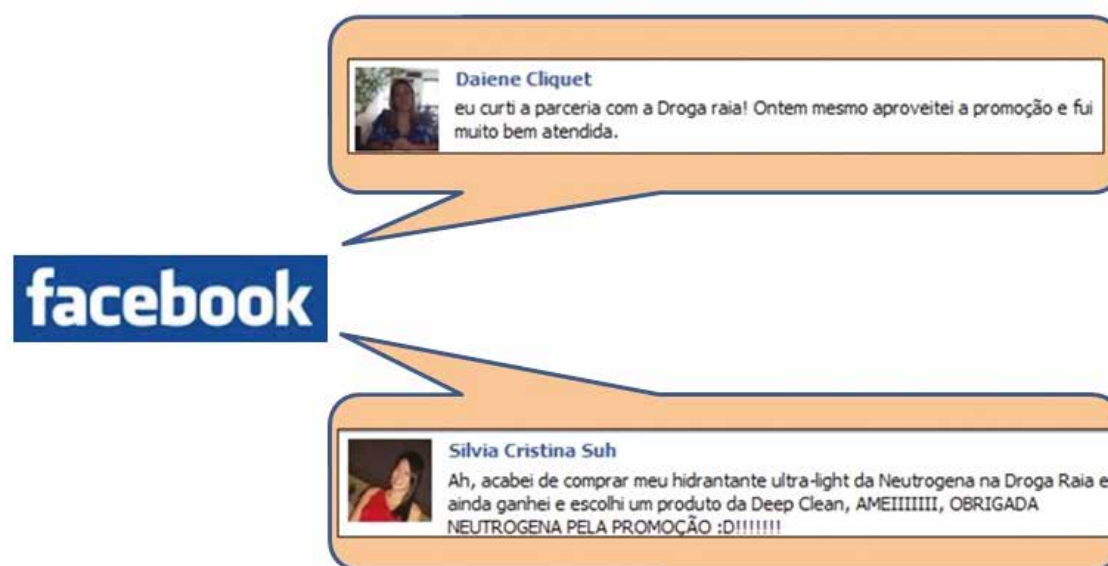 Daiene Cliquet
eu curti a parceria com a Droga raia! Ontem mesmo aproveitei a promoção e fui
muito bem atendida.
facebook
Silvia Cristina Suh
Ah, acabei de comprar meu hidrantante ultra-light da Neutrogena na Droga Raia e
ainda ganhei e escolhi um produto da Deep Clean, AMEIIIIIII, OBRIGADA
NEUTROGENA PELA PROMOÇÃO :D!!!!!!!